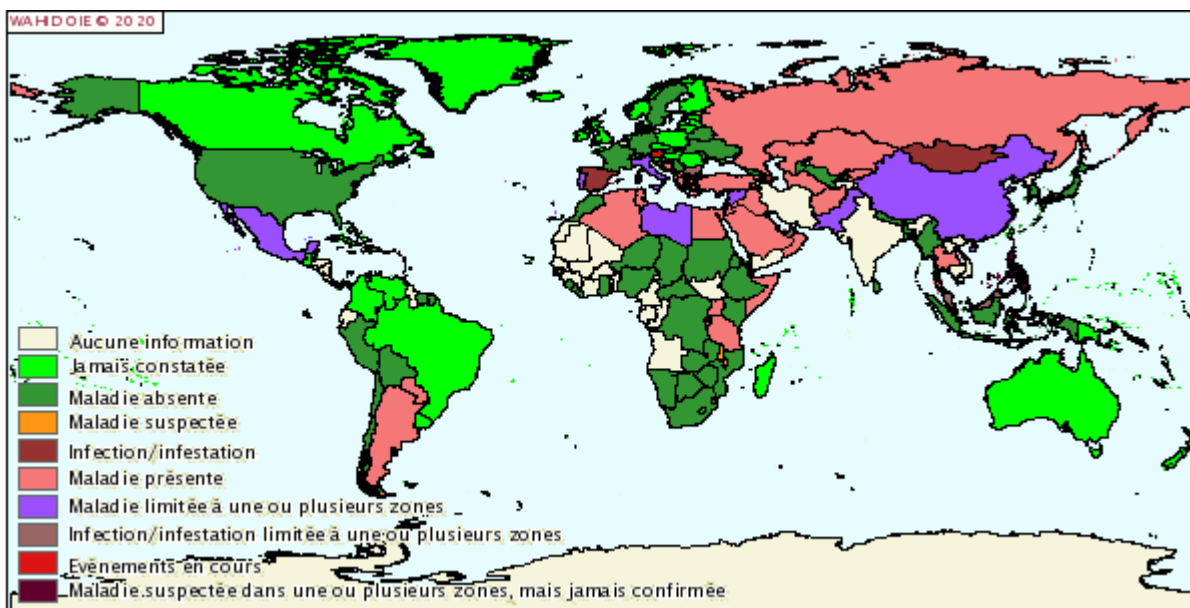 WAHIDOIE © 2020
Aucune information
Jamais constatée
Maladie absente
Maladie suspectée
Infection/infestation
Maladie présente
Maladie limitée à une ou plusieurs zones
Infection/infestation limitée à une ou plusieurs zones
Evènements en cours
Maladie suspectée dans une ou plusieurs zones, mais jamais confirmée